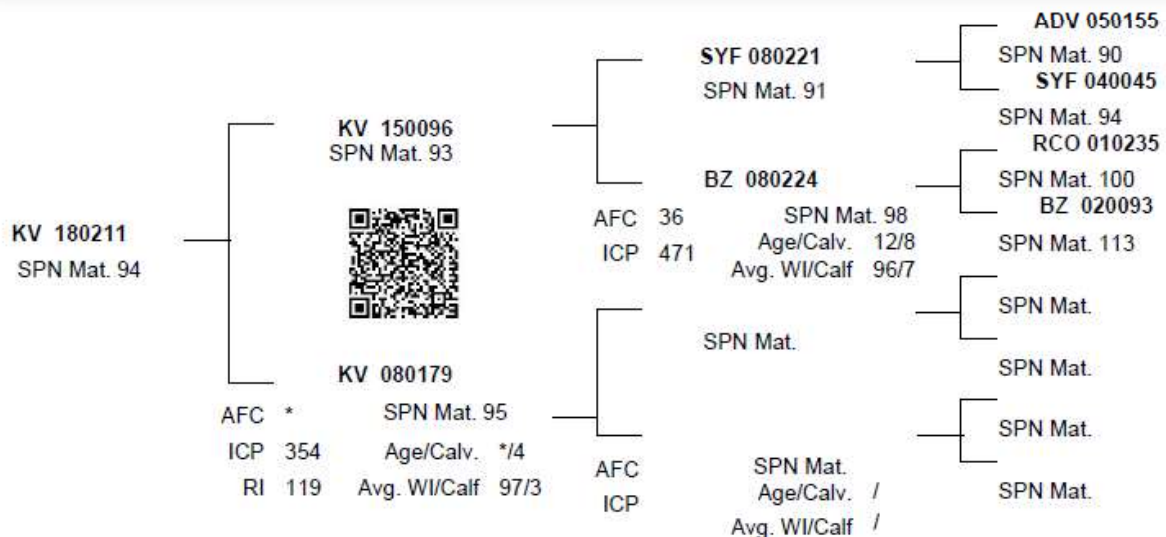 KV 180211
SPN Mat. 94
KV 150096
SPN Mat. 93
KV 080179
AFC * SPN Mat. 95
ICP 354 Age/Calv. */4
RI 119 Avg. WI/Calf 97/3
SYF 080221
SPN Mat. 91
BZ 080224
AFC 36 SPN Mat. 98
ICP 471 Age/Calv. 12/8
Avg. WI/Calf 96/7
SPN Mat.
AFC SPN Mat.
ICP Age/Calv. /
Avg. WI/Calf /
ADV 050155
SPN Mat. 90
SYF 040045
SPN Mat. 94
RCO 010235
SPN Mat. 100
BZ 020093
SPN Mat. 113
SPN Mat.
SPN Mat.
SPN Mat.
SPN Mat.